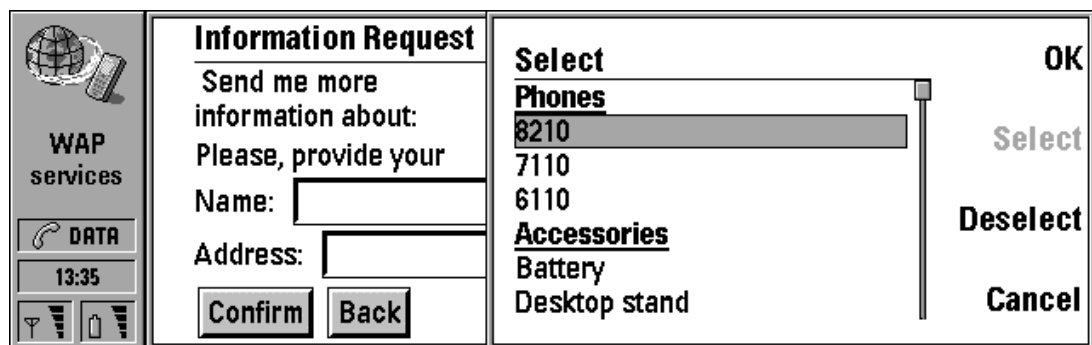 WAP
services
DATA
13:35
Information Request
Send me more
information about:
Please, provide your
Name:
Address:
Confirm Back
Select
Phones
8210
7110
6110
Accessories
Battery
Desktop stand
OK
Select
Deselect
Cancel